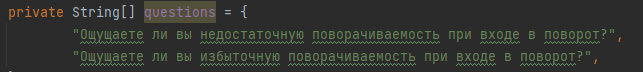 private String[] questions = {
"Ощущаете ли вы недостаточную поворачиваемость при входе в поворот?",
"Ощущаете ли вы избыточную поворачиваемость при входе в поворот?",